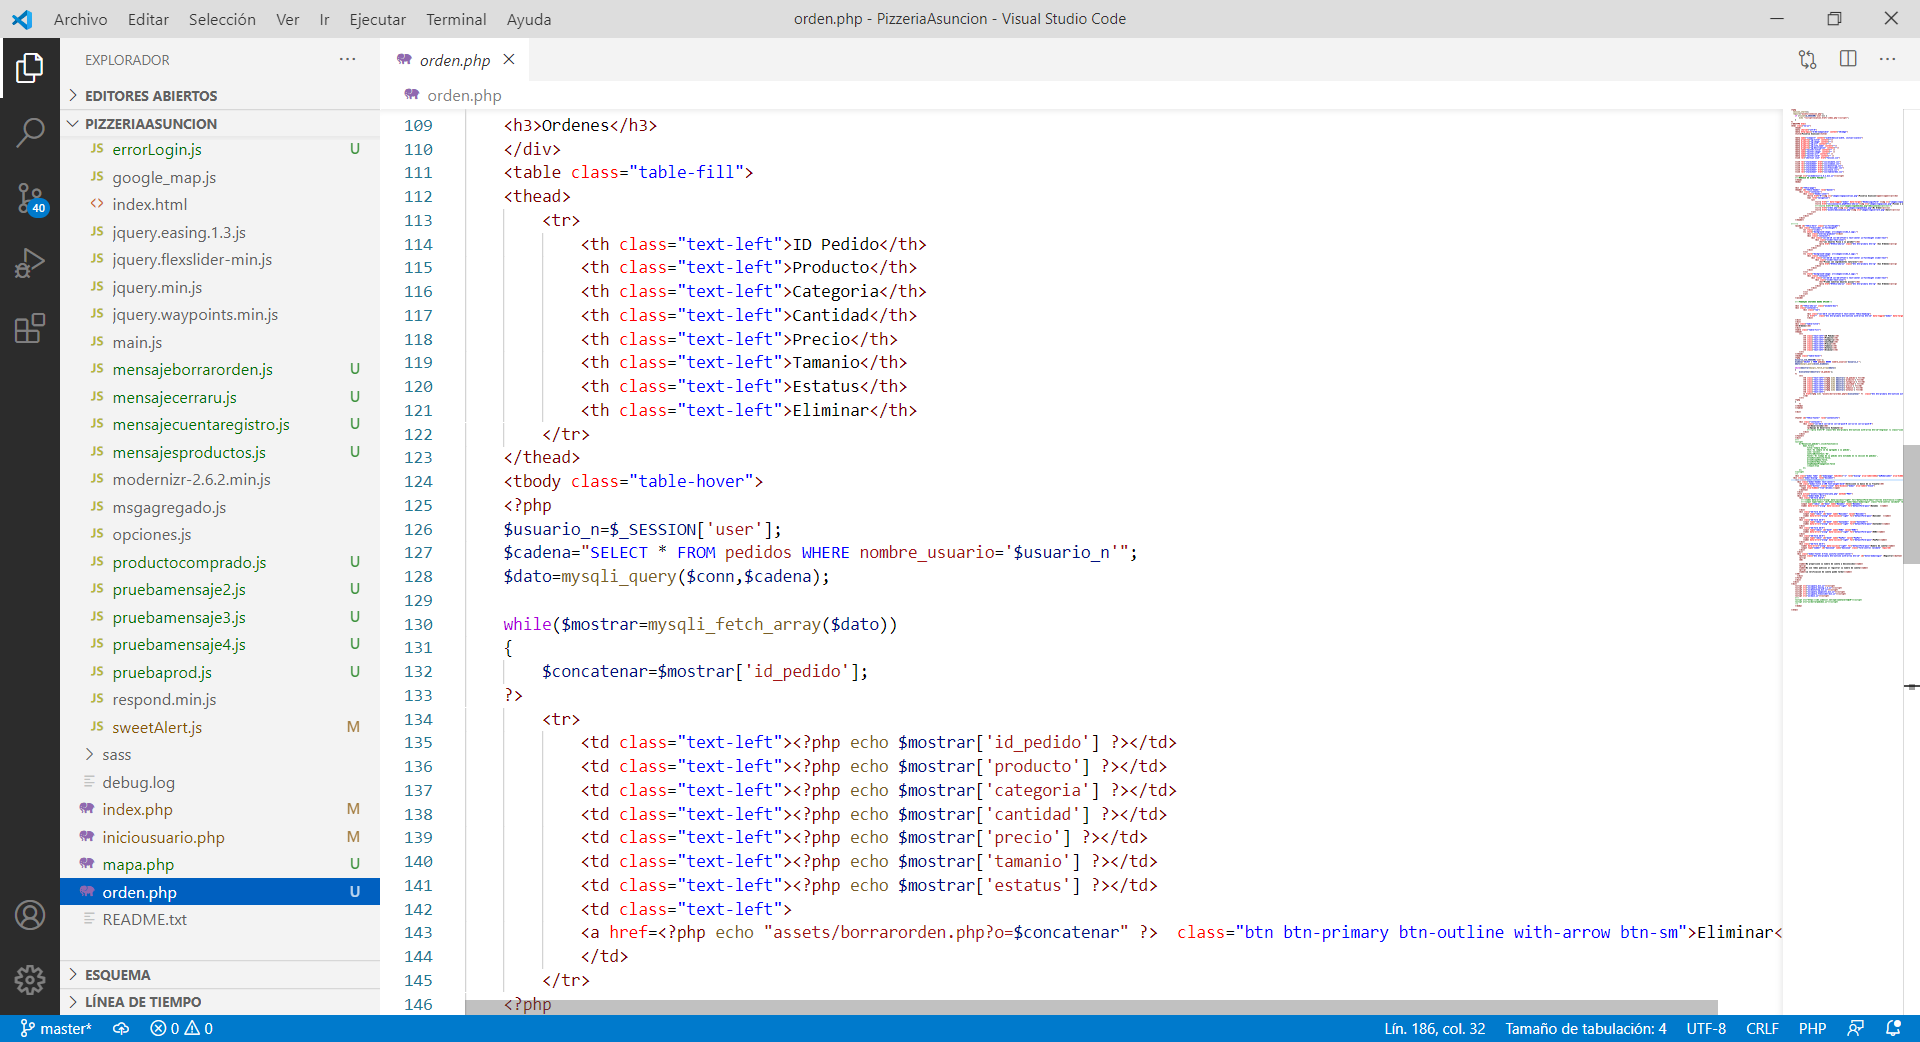 Archivo Editar Selección Ver Ir Ejecutar Terminal Ayuda
orden.php - PizzeriaAsuncion - Visual Studio Code
EXPLORADOR
EDITORES ABIERTOS
PIZZERIAASUNCION
JS errorLogin.js U
JS google_map.js
<> index.html
JS jquery.easing.1.3.js
JS jquery.flexslider-min.js
JS jquery.min.js
JS jquery.waypoints.min.js
JS main.js
JS mensajeborrarorden.js U
JS mensajecerraru.js U
JS mensajecuentaregistro.js U
JS mensajesproductos.js U
JS modernizr-2.6.2.min.js
JS msgagregado.js
JS opciones.js
JS productocomprado.js U
JS pruebamensaje2.js U
JS pruebamensaje3.js U
JS pruebamensaje4.js U
JS pruebaprod.js U
JS respond.min.js
JS sweetAlert.js M
sass
debug.log
index.php M
iniciousuario.php M
mapa.php U
orden.php U
README.txt
ESQUEMA
LÍNEA DE TIEMPO
40
orden.php
orden.php
109 <h3>Ordenes</h3>
110 </div>
111 <table class="table-fill">
112 <thead>
113 <tr>
114 <th class="text-left">ID Pedido</th>
115 <th class="text-left">Producto</th>
116 <th class="text-left">Categoria</th>
117 <th class="text-left">Cantidad</th>
118 <th class="text-left">Precio</th>
119 <th class="text-left">Tamanio</th>
120 <th class="text-left">Estatus</th>
121 <th class="text-left">Eliminar</th>
122 </tr>
123 </thead>
124 <tbody class="table-hover">
125 <?php
126 $usuario_n=$_SESSION['user'];
127 $cadena="SELECT * FROM pedidos WHERE nombre_usuario='$usuario_n'";
128 $dato=mysqli_query($conn,$cadena);
129
130 while($mostrar=mysqli_fetch_array($dato))
131 {
132 $concatenar=$mostrar['id_pedido'];
133 ?>
134 <tr>
135 <td class="text-left"><?php echo $mostrar['id_pedido'] ?></td>
136 <td class="text-left"><?php echo $mostrar['producto'] ?></td>
137 <td class="text-left"><?php echo $mostrar['categoria'] ?></td>
138 <td class="text-left"><?php echo $mostrar['cantidad'] ?></td>
139 <td class="text-left"><?php echo $mostrar['precio'] ?></td>
140 <td class="text-left"><?php echo $mostrar['tamanio'] ?></td>
141 <td class="text-left"><?php echo $mostrar['estatus'] ?></td>
142 <td class="text-left">
143 <a href=<?php echo "assets/borrarorden.php?o=$concatenar" ?>  class="btn btn-primary btn-outline with-arrow btn-sm">Eliminar<
144 </td>
145 </tr>
146 <?php
master* 0 0
Lín. 186, col. 32 Tamaño de tabulación: 4 UTF-8 CRLF PHP